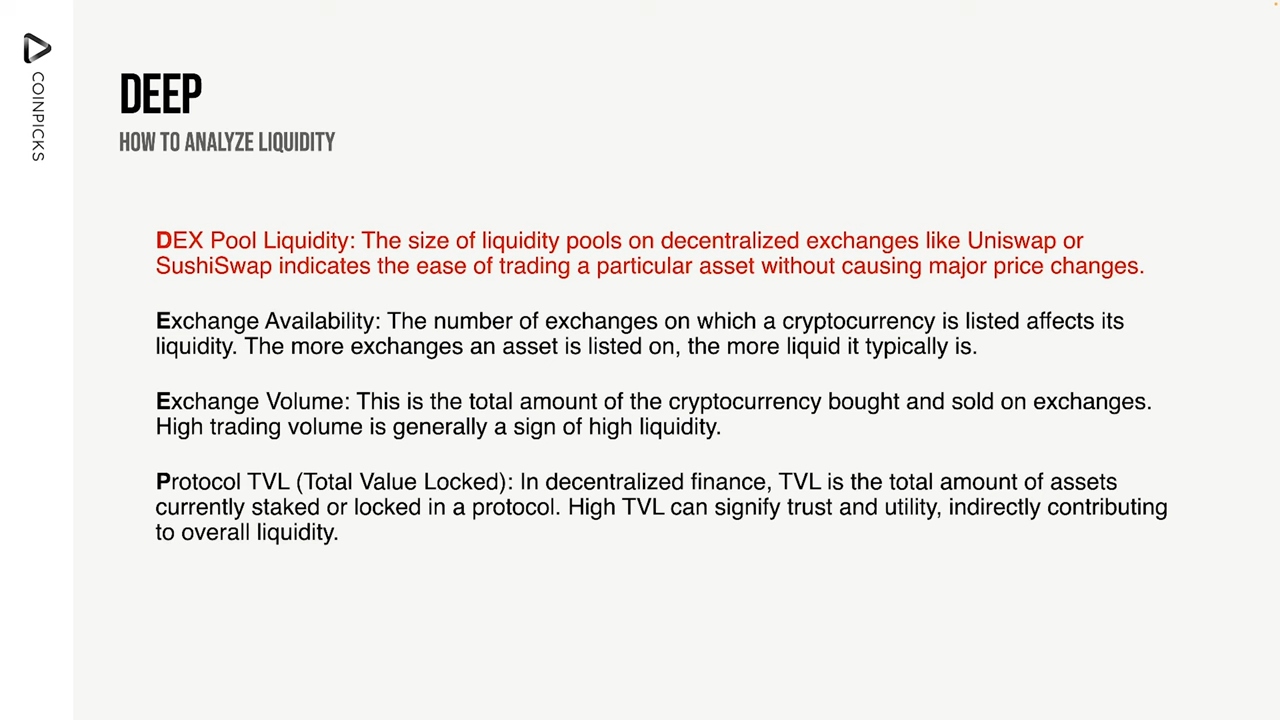 COINPICKS
DEEP
HOW TO ANALYZE LIQUIDITY
DEX Pool Liquidity: The size of liquidity pools on decentralized exchanges like Uniswap or
SushiSwap indicates the ease of trading a particular asset without causing major price changes.
Exchange Availability: The number of exchanges on which a cryptocurrency is listed affects its
liquidity. The more exchanges an asset is listed on, the more liquid it typically is.
Exchange Volume: This is the total amount of the cryptocurrency bought and sold on exchanges.
High trading volume is generally a sign of high liquidity.
Protocol TVL (Total Value Locked): In decentralized finance, TVL is the total amount of assets
currently staked or locked in a protocol. High TVL can signify trust and utility, indirectly contributing
to overall liquidity.